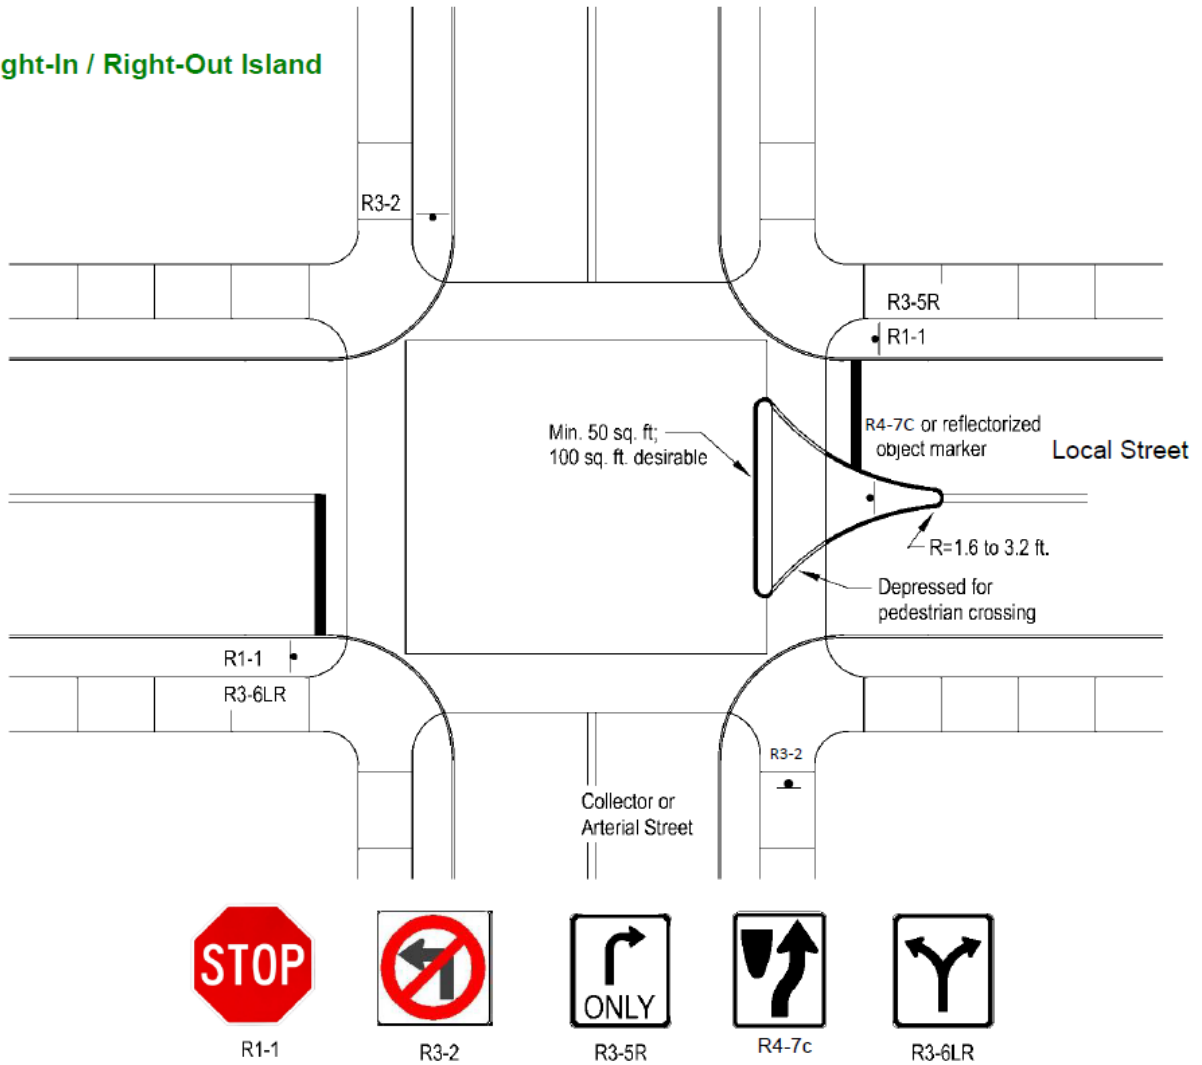 ght-In / Right-Out Island
R3-2
R3-5R
R1-1
Min. 50 sq. ft;
100 sq. ft. desirable
R4-7C or reflectorized
object marker
Local Street
R=1.6 to 3.2 ft.
Depressed for
pedestrian crossing
R1-1
R3-6LR
R3-2
Collector or
Arterial Street
STOP
ONLY
R1-1
R3-2
R3-5R
R4-7c
R3-6LR